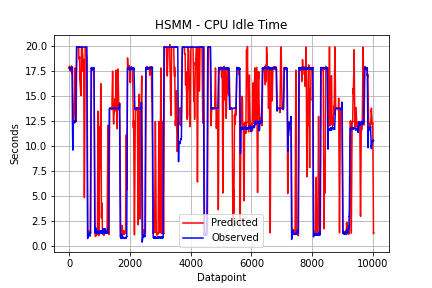 HSMM - CPU Idle Time
20.0
17.5
15.0
12.5
10.0
7.5
5.0
2.5
0.0
Seconds
Predicted
Observed
0 2000 4000 6000 8000 10000
Datapoint